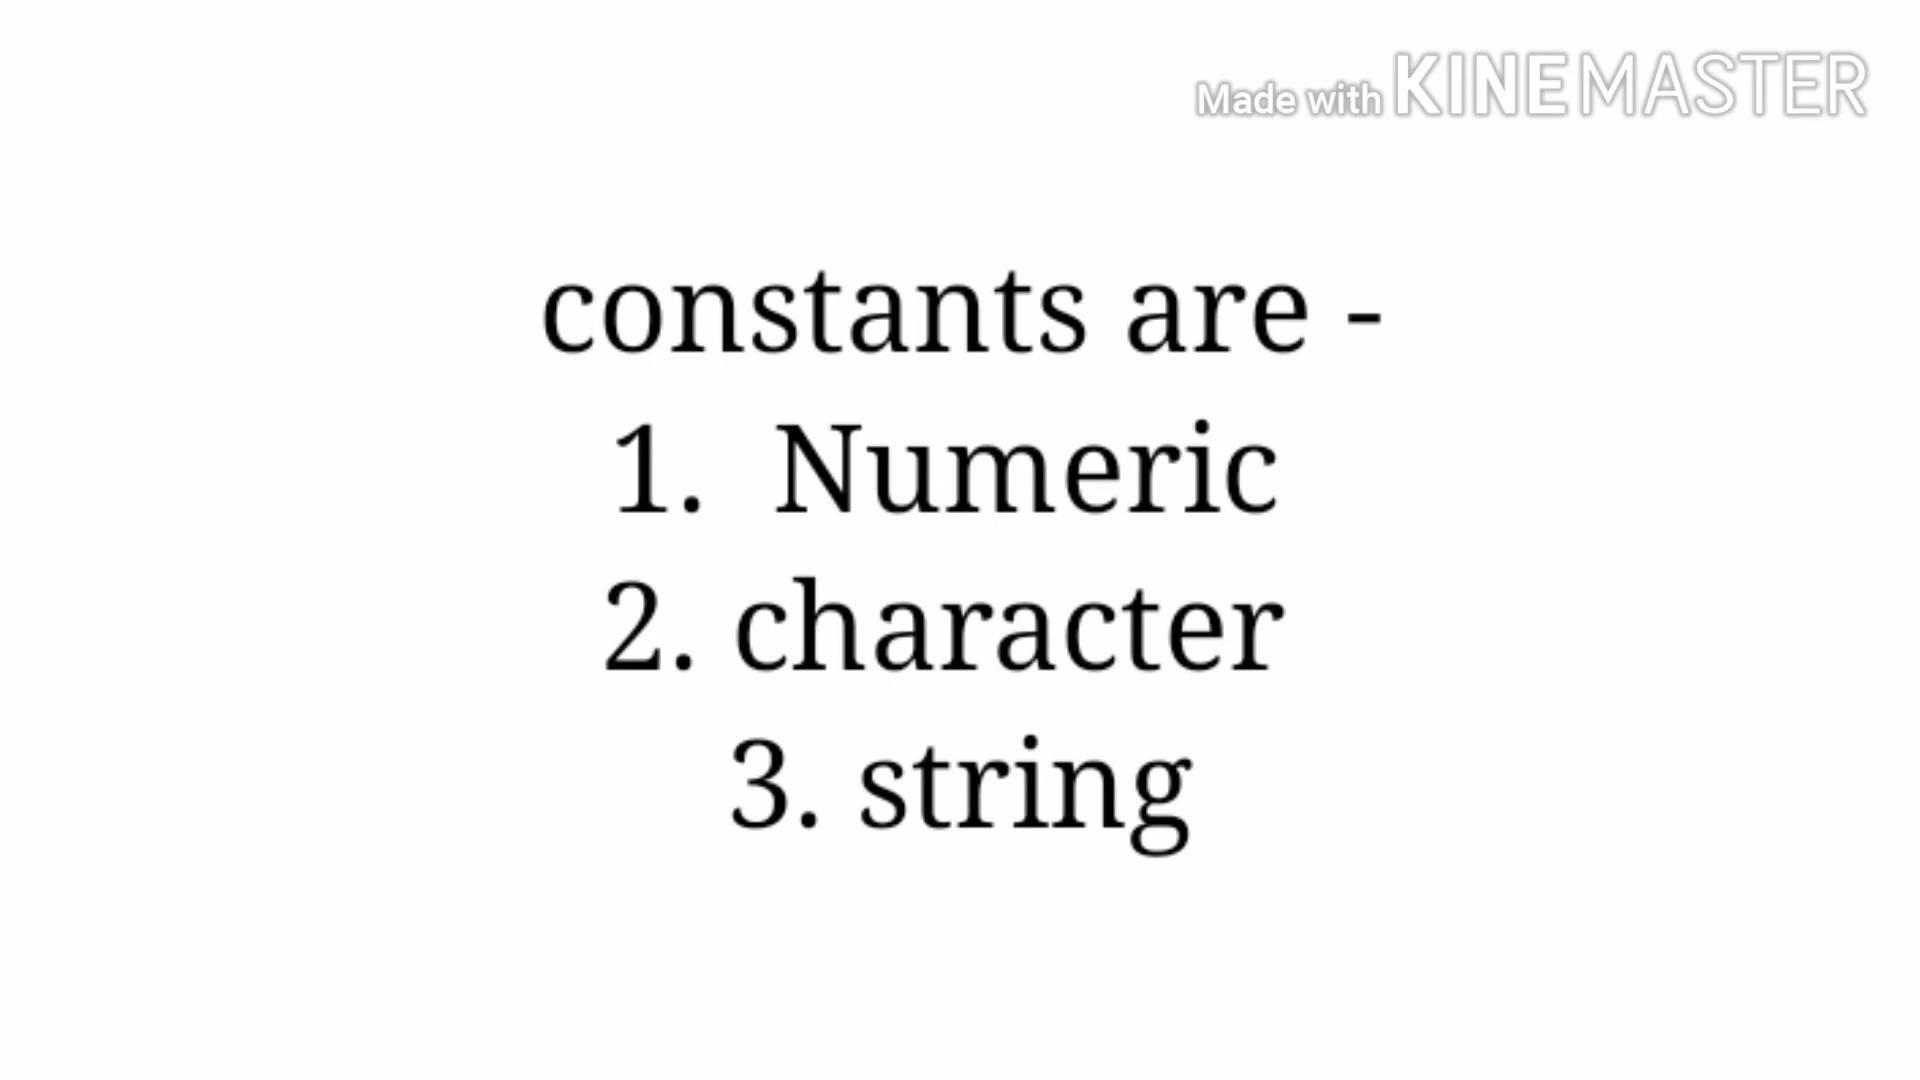 Made with KINEMASTER
constants are -
1. Numeric
2. character
3. string